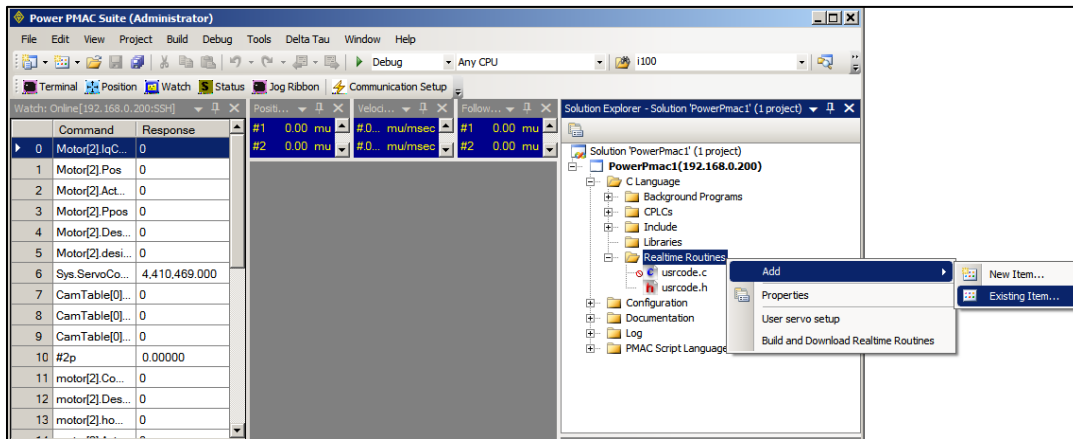 Power PMAC Suite (Administrator)
File Edit View Project Build Debug Tools Delta Tau Window Help
Debug Any CPU i100
Terminal Position Watch Status Jog Ribbon Communication Setup
Watch: Online[192.168.0.200:SSH] Positi... Veloci... Follow... Solution Explorer - Solution 'PowerPmac1' (1 project)
Command Response
#1 0.00 mu #.0... mu/msec #1 0.00 mu
#2 0.00 mu #.0... mu/msec #2 0.00 mu
0 Motor[2].IqC... 0
1 Motor[2].Pos 0
2 Motor[2].Act... 0
3 Motor[2].Ppos 0
4 Motor[2].Des... 0
5 Motor[2].desi... 0
6 Sys.ServoCo... 4,410,469.000
7 CamTable[0]... 0
8 CamTable[0]... 0
9 CamTable[0]... 0
10 #2p 0.00000
11 motor[2].Co... 0
12 motor[2].Des... 0
13 motor[2].ho... 0
Solution 'PowerPmac1' (1 project)
PowerPmac1(192.168.0.200)
C Language
Background Programs
CPLCs
Include
Libraries
Realtime Routines
usrcode.c
usrcode.h
Configuration
Documentation
Log
PMAC Script Language
Add
Properties
User servo setup
Build and Download Realtime Routines
New Item...
Existing Item...